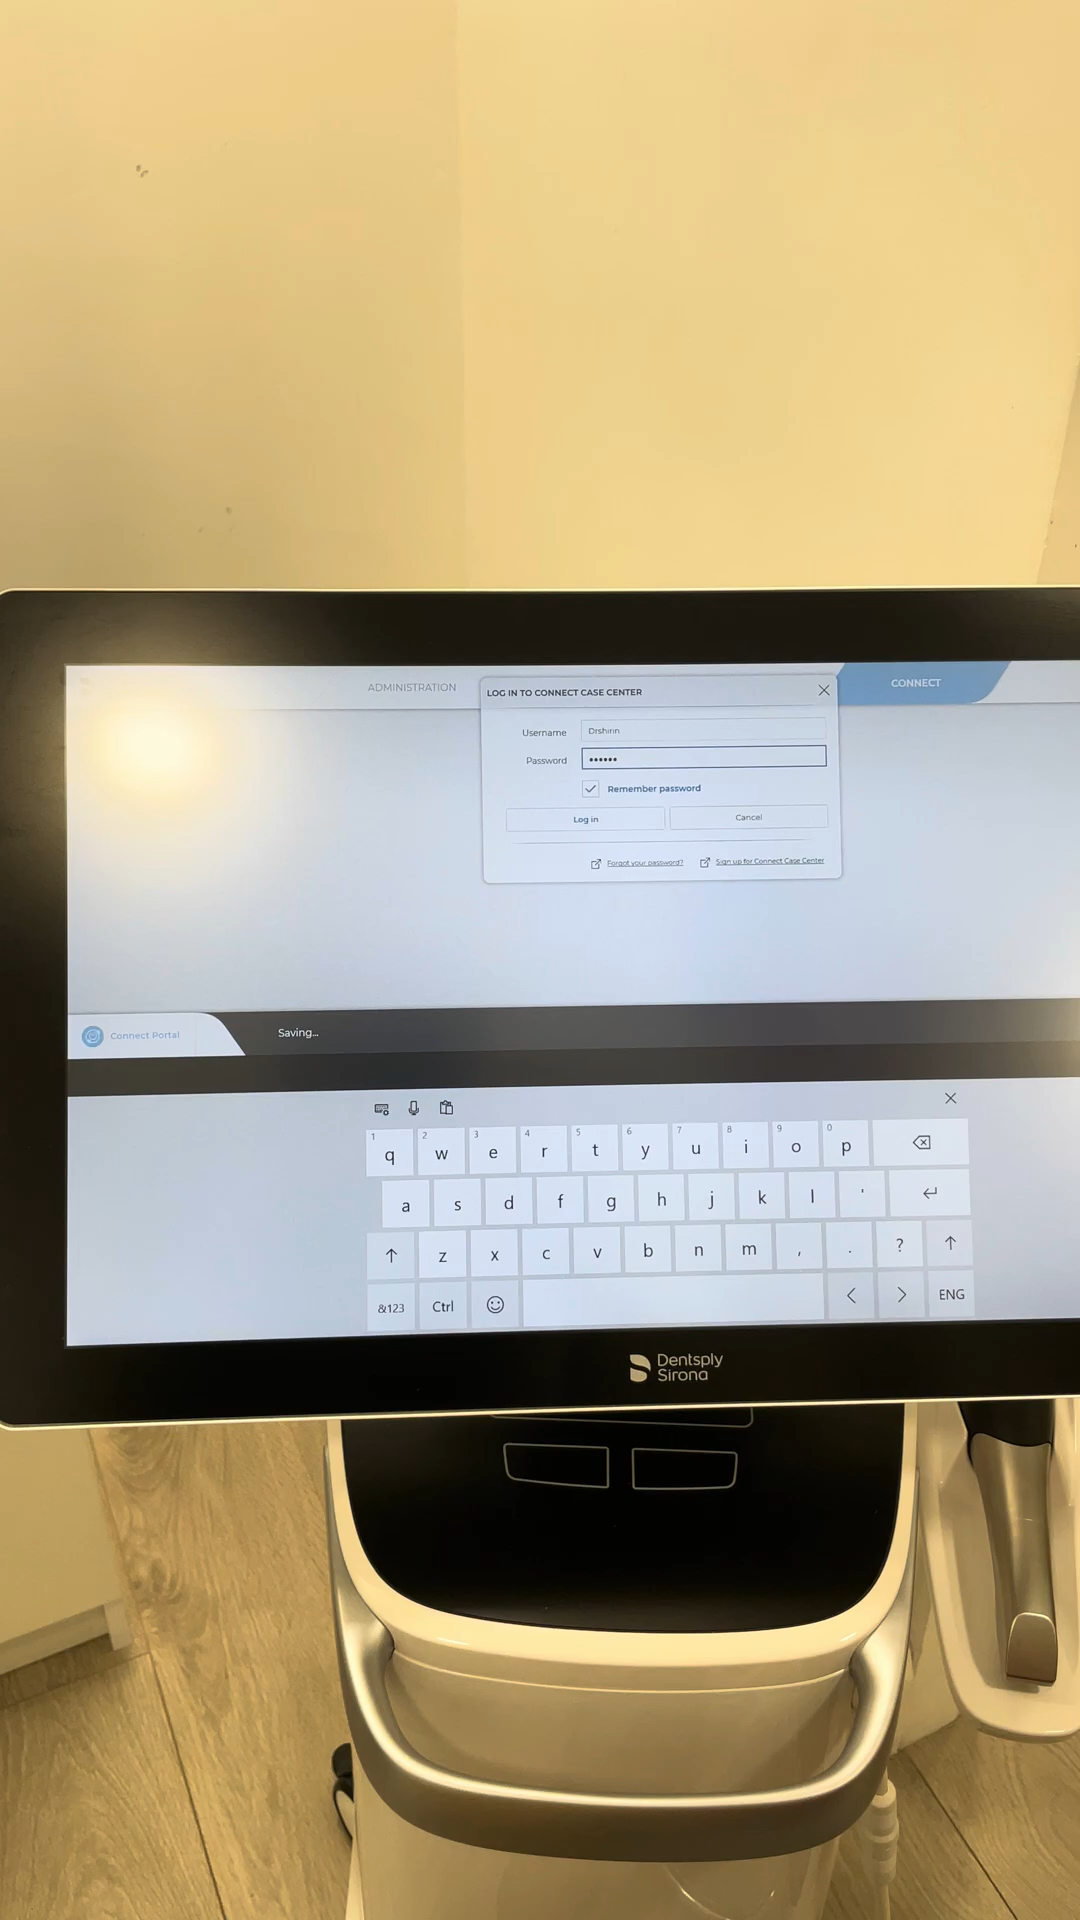 ADMINISTRATION
CONNECT
LOG IN TO CONNECT CASE CENTER
Username Drshirin
Password ••••••
Remember password
Log in Cancel
Forgot your password? Sign up for Connect Case Center
Connect Portal Saving...
1 2 3 4 5 6 7 8 9 0
q w e r t y u i o p
a s d f g h j k l '
z x c v b n m , . ?
&123 Ctrl < > ENG
Dentsply
Sirona